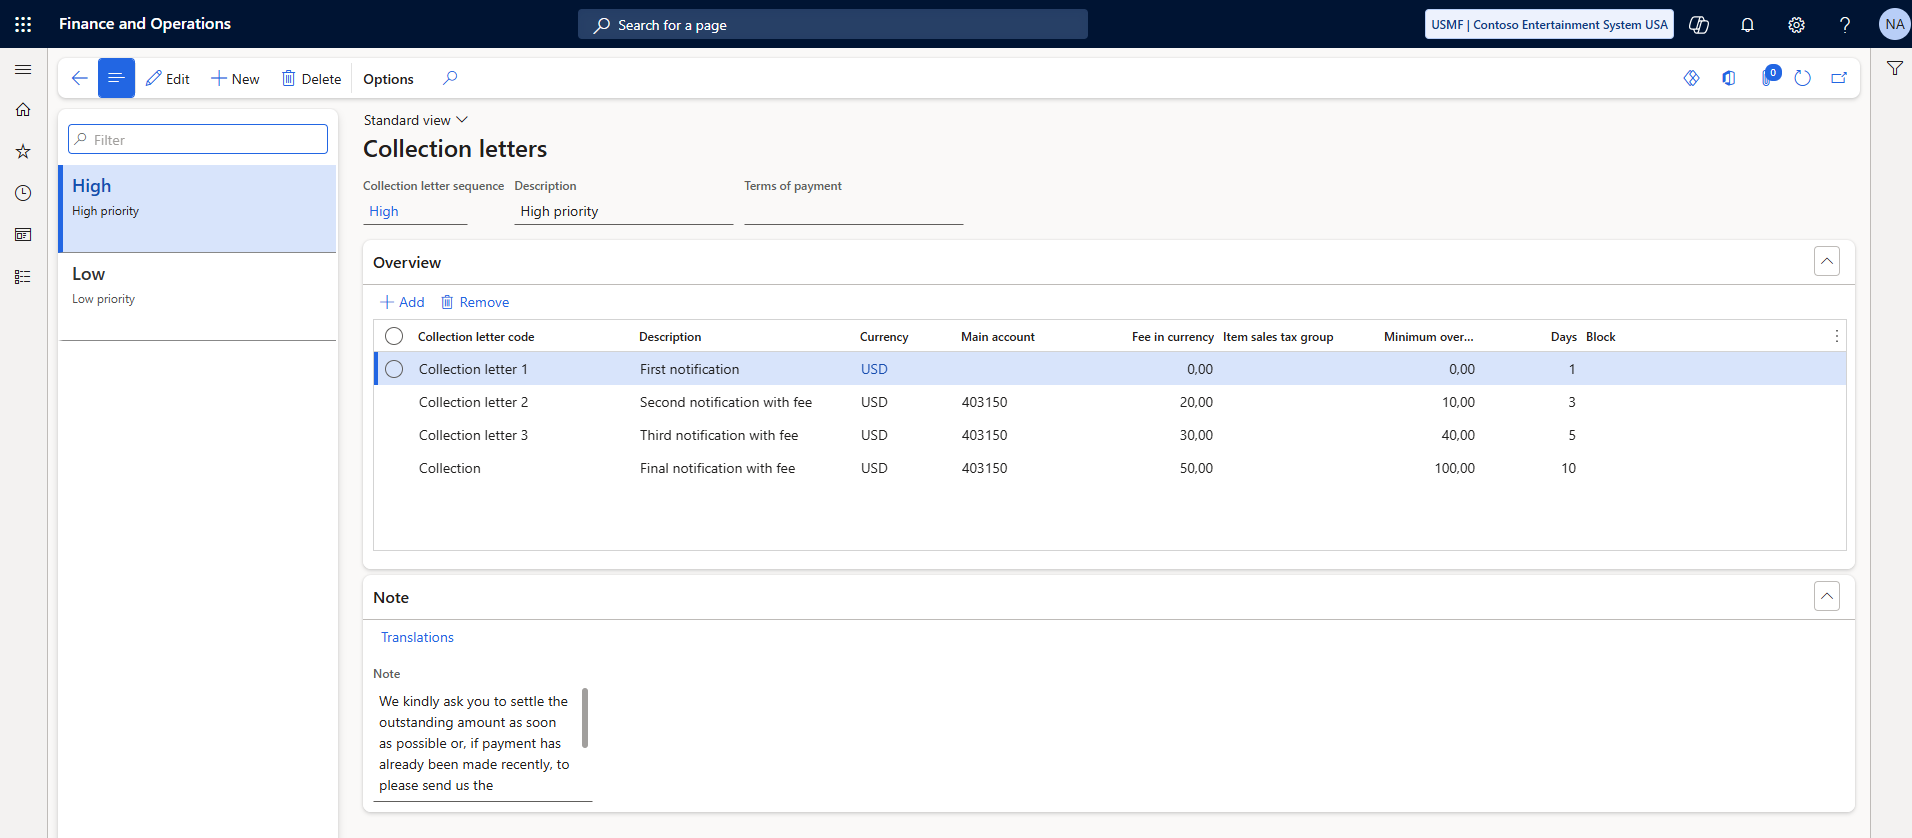 Finance and Operations
Search for a page
USMF | Contoso Entertainment System USA
?
NA
Edit
New
Delete
Options
0
Filter
High
High priority
Low
Low priority
Standard view
Collection letters
Collection letter sequence Description Terms of payment
High High priority
Overview
Add Remove
Collection letter code Description Currency Main account Fee in currency Item sales tax group Minimum over... Days Block
Collection letter 1 First notification USD 0,00 0,00 1
Collection letter 2 Second notification with fee USD 403150 20,00 10,00 3
Collection letter 3 Third notification with fee USD 403150 30,00 40,00 5
Collection Final notification with fee USD 403150 50,00 100,00 10
Note
Translations
Note
We kindly ask you to settle the
outstanding amount as soon
as possible or, if payment has
already been made recently, to
please send us the